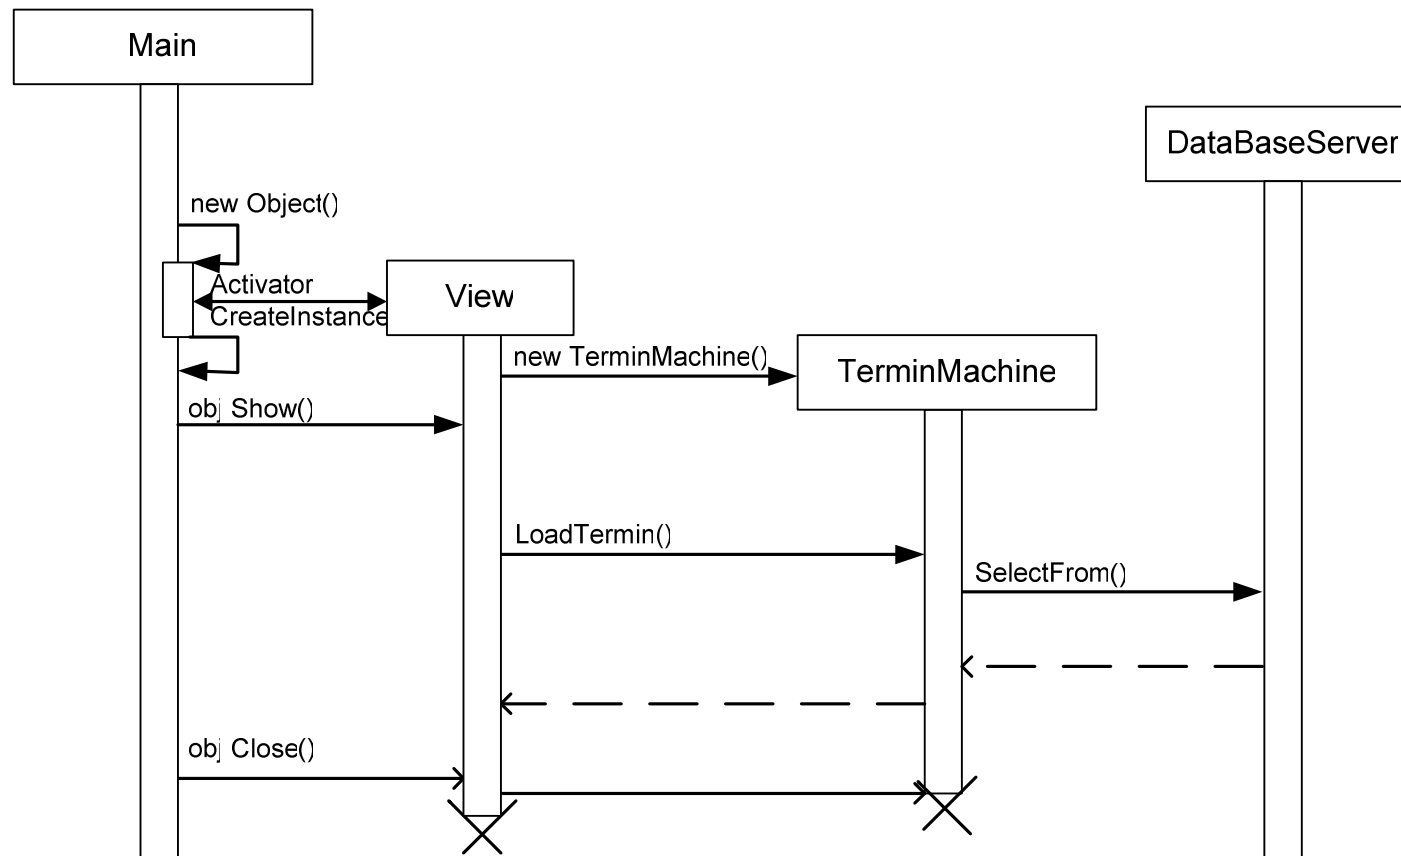 Main
DataBaseServer
new Object()
Activator
CreateInstance
View
new TerminMachine()
TerminMachine
obj Show()
LoadTermin()
SelectFrom()
obj Close()